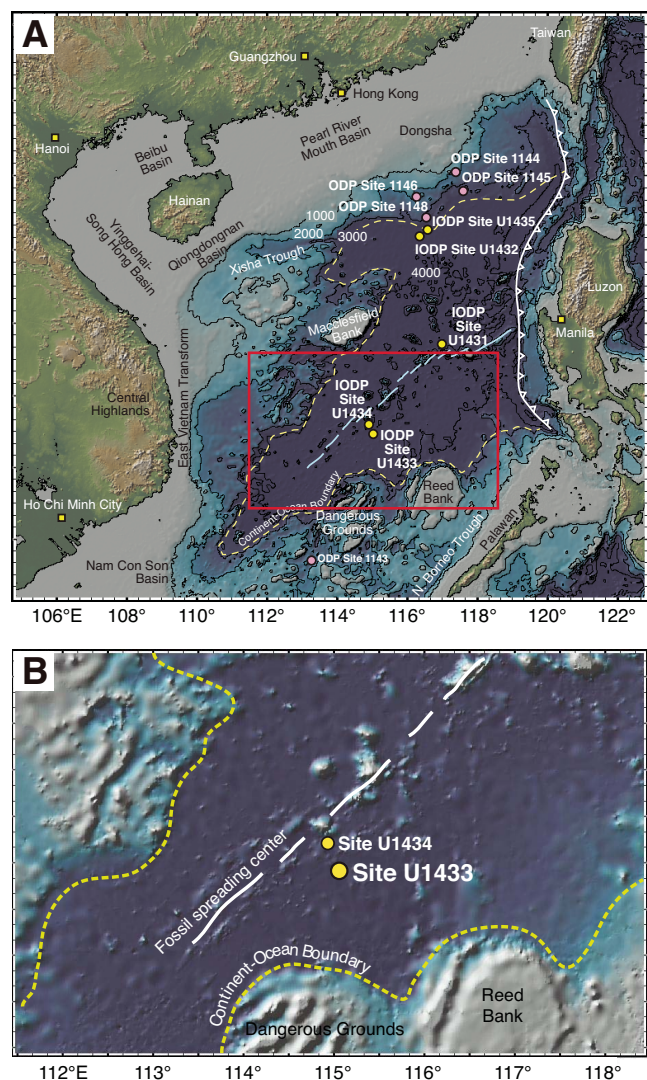 A
Taiwan
Guangzhou
Hong Kong
Pearl River
Mouth Basin
Dongsha
Hanoi
Beibu
Basin
ODP Site 1144
ODP Site 1145
ODP Site 1146
ODP Site 1148
Hainan
IODP Site U1435
IODP Site U1432
1000
2000
3000
4000
Yinggehai-
Song Hong Basin
Qiongdongnan
Basin
Xisha Trough
Luzon
Macclesfield
Bank
IODP
Site
U1431
Manila
East Vietnam Transform
Central
Highlands
IODP
Site
U1434
IODP
Site
U1433
Reed
Bank
Continent-Ocean Boundary
Ho Chi Minh City
Dangerous
Grounds
Palawan
N. Borneo Trough
ODP Site 1143
Nam Con Son
Basin
106°E 108° 110° 112° 114° 116° 118° 120° 122°
B
Site U1434
Site U1433
Fossil spreading center
Continent-Ocean Boundary
Reed
Bank
Dangerous Grounds
112°E 113° 114° 115° 116° 117° 118°